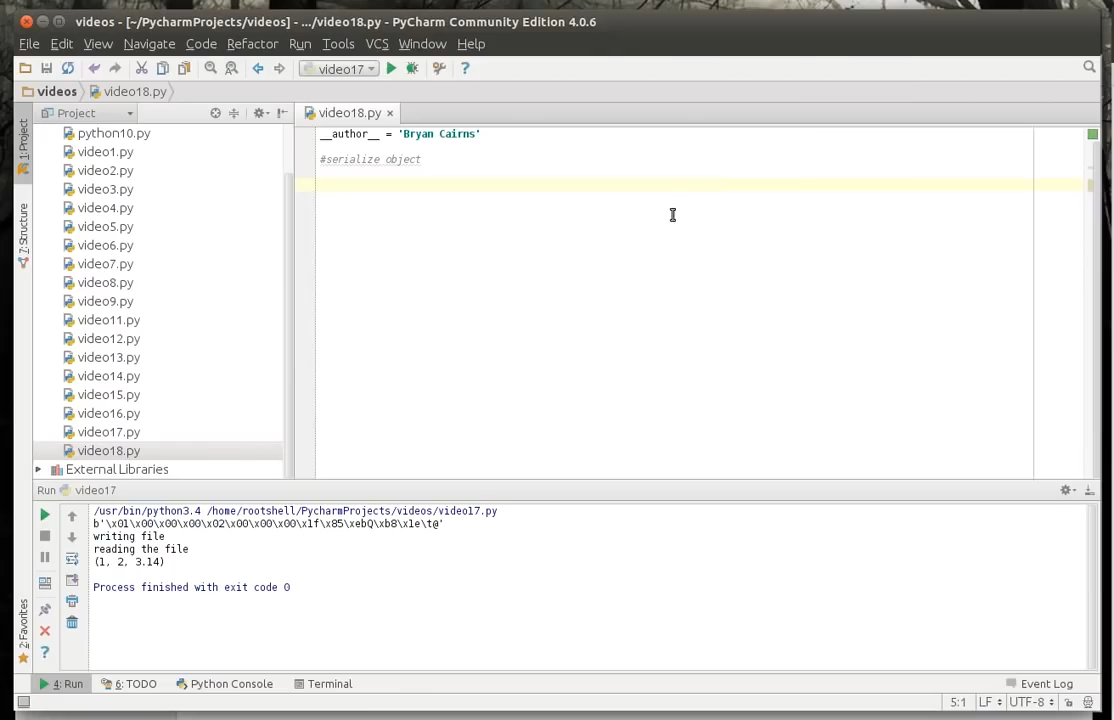 videos - [~/PycharmProjects/videos] - .../video18.py - PyCharm Community Edition 4.0.6
File Edit View Navigate Code Refactor Run Tools VCS Window Help
video17
videos video18.py
Project
video18.py
1: Project
7: Structure
2: Favorites
python10.py
video1.py
video2.py
video3.py
video4.py
video5.py
video6.py
video7.py
video8.py
video9.py
video11.py
video12.py
video13.py
video14.py
video15.py
video16.py
video17.py
video18.py
External Libraries
__author__ = 'Bryan Cairns'
#serialize object
Run video17
/usr/bin/python3.4 /home/rootshell/PycharmProjects/videos/video17.py
b'\x01\x00\x00\x00\x02\x00\x00\x00\x1f\x85\xebQ\xb8\x1e\t@'
writing file
reading the file
(1, 2, 3.14)
Process finished with exit code 0
4: Run 6: TODO Python Console Terminal Event Log
5:1 LF UTF-8